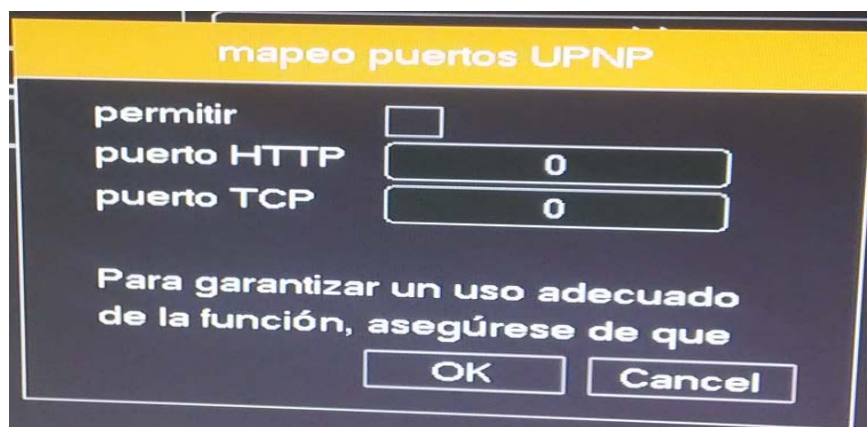 mapeo puertos UPNP
permitir
puerto HTTP 0
puerto TCP 0
Para garantizar un uso adecuado
de la función, asegúrese de que
OK Cancel